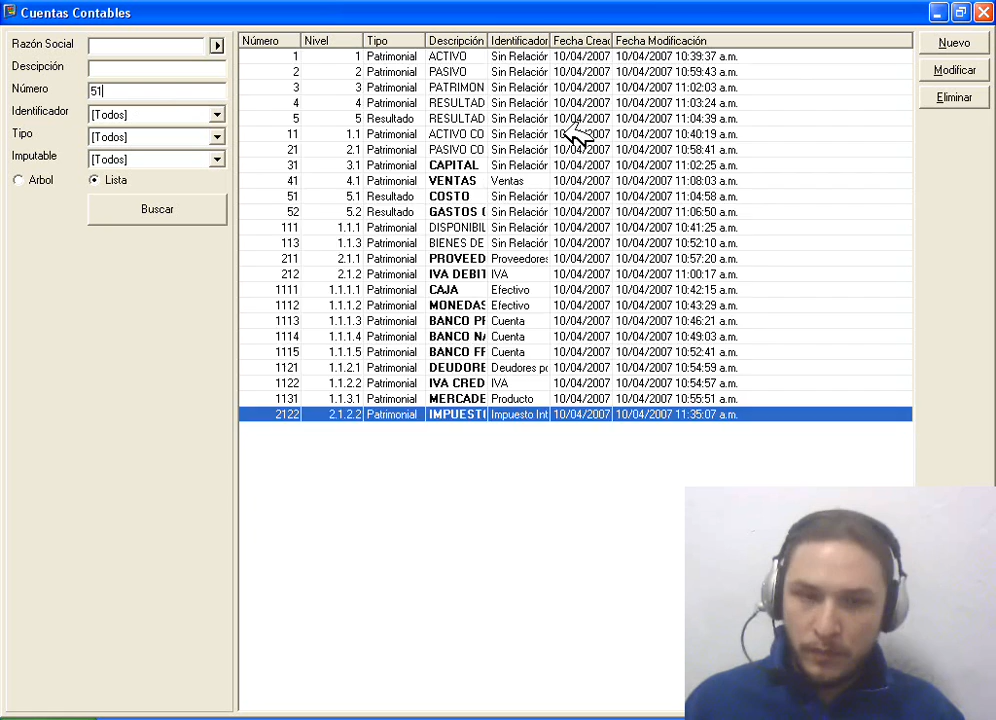 Cuentas Contables
Razón Social
Descipción
Número 51
Identificador [Todos]
Tipo [Todos]
Imputable [Todos]
Arbol Lista
Buscar
Número Nivel Tipo Descripción Identificador Fecha Creac Fecha Modificación
1 1 Patrimonial ACTIVO Sin Relación 10/04/2007 10/04/2007 10:39:37 a.m.
2 2 Patrimonial PASIVO Sin Relación 10/04/2007 10/04/2007 10:59:43 a.m.
3 3 Patrimonial PATRIMON Sin Relación 10/04/2007 10/04/2007 11:02:03 a.m.
4 4 Patrimonial RESULTAD Sin Relación 10/04/2007 10/04/2007 11:03:24 a.m.
5 5 Resultado RESULTAD Sin Relación 10/04/2007 10/04/2007 11:04:39 a.m.
11 1.1 Patrimonial ACTIVO CO Sin Relación 10/04/2007 10/04/2007 10:40:19 a.m.
21 2.1 Patrimonial PASIVO CO Sin Relación 10/04/2007 10/04/2007 10:58:41 a.m.
31 3.1 Patrimonial CAPITAL Sin Relación 10/04/2007 10/04/2007 11:02:25 a.m.
41 4.1 Patrimonial VENTAS Ventas 10/04/2007 10/04/2007 11:08:03 a.m.
51 5.1 Resultado COSTO Sin Relación 10/04/2007 10/04/2007 11:04:58 a.m.
52 5.2 Resultado GASTOS Sin Relación 10/04/2007 10/04/2007 11:06:50 a.m.
111 1.1.1 Patrimonial DISPONIBIL Sin Relación 10/04/2007 10/04/2007 10:41:25 a.m.
113 1.1.3 Patrimonial BIENES DE Sin Relación 10/04/2007 10/04/2007 10:52:10 a.m.
211 2.1.1 Patrimonial PROVEED Proveedores 10/04/2007 10/04/2007 10:57:20 a.m.
212 2.1.2 Patrimonial IVA DEBIT IVA 10/04/2007 10/04/2007 11:00:17 a.m.
1111 1.1.1.1 Patrimonial CAJA Efectivo 10/04/2007 10/04/2007 10:42:15 a.m.
1112 1.1.1.2 Patrimonial MONEDAS Efectivo 10/04/2007 10/04/2007 10:43:29 a.m.
1113 1.1.1.3 Patrimonial BANCO PR Cuenta 10/04/2007 10/04/2007 10:46:21 a.m.
1114 1.1.1.4 Patrimonial BANCO NA Cuenta 10/04/2007 10/04/2007 10:49:03 a.m.
1115 1.1.1.5 Patrimonial BANCO FR Cuenta 10/04/2007 10/04/2007 10:52:41 a.m.
1121 1.1.2.1 Patrimonial DEUDORE Deudores po 10/04/2007 10/04/2007 10:54:59 a.m.
1122 1.1.2.2 Patrimonial IVA CRED IVA 10/04/2007 10/04/2007 10:54:57 a.m.
1131 1.1.3.1 Patrimonial MERCADE Producto 10/04/2007 10/04/2007 10:55:51 a.m.
2122 2.1.2.2 Patrimonial IMPUEST Impuesto Int 10/04/2007 10/04/2007 11:35:07 a.m.
Nuevo
Modificar
Eliminar